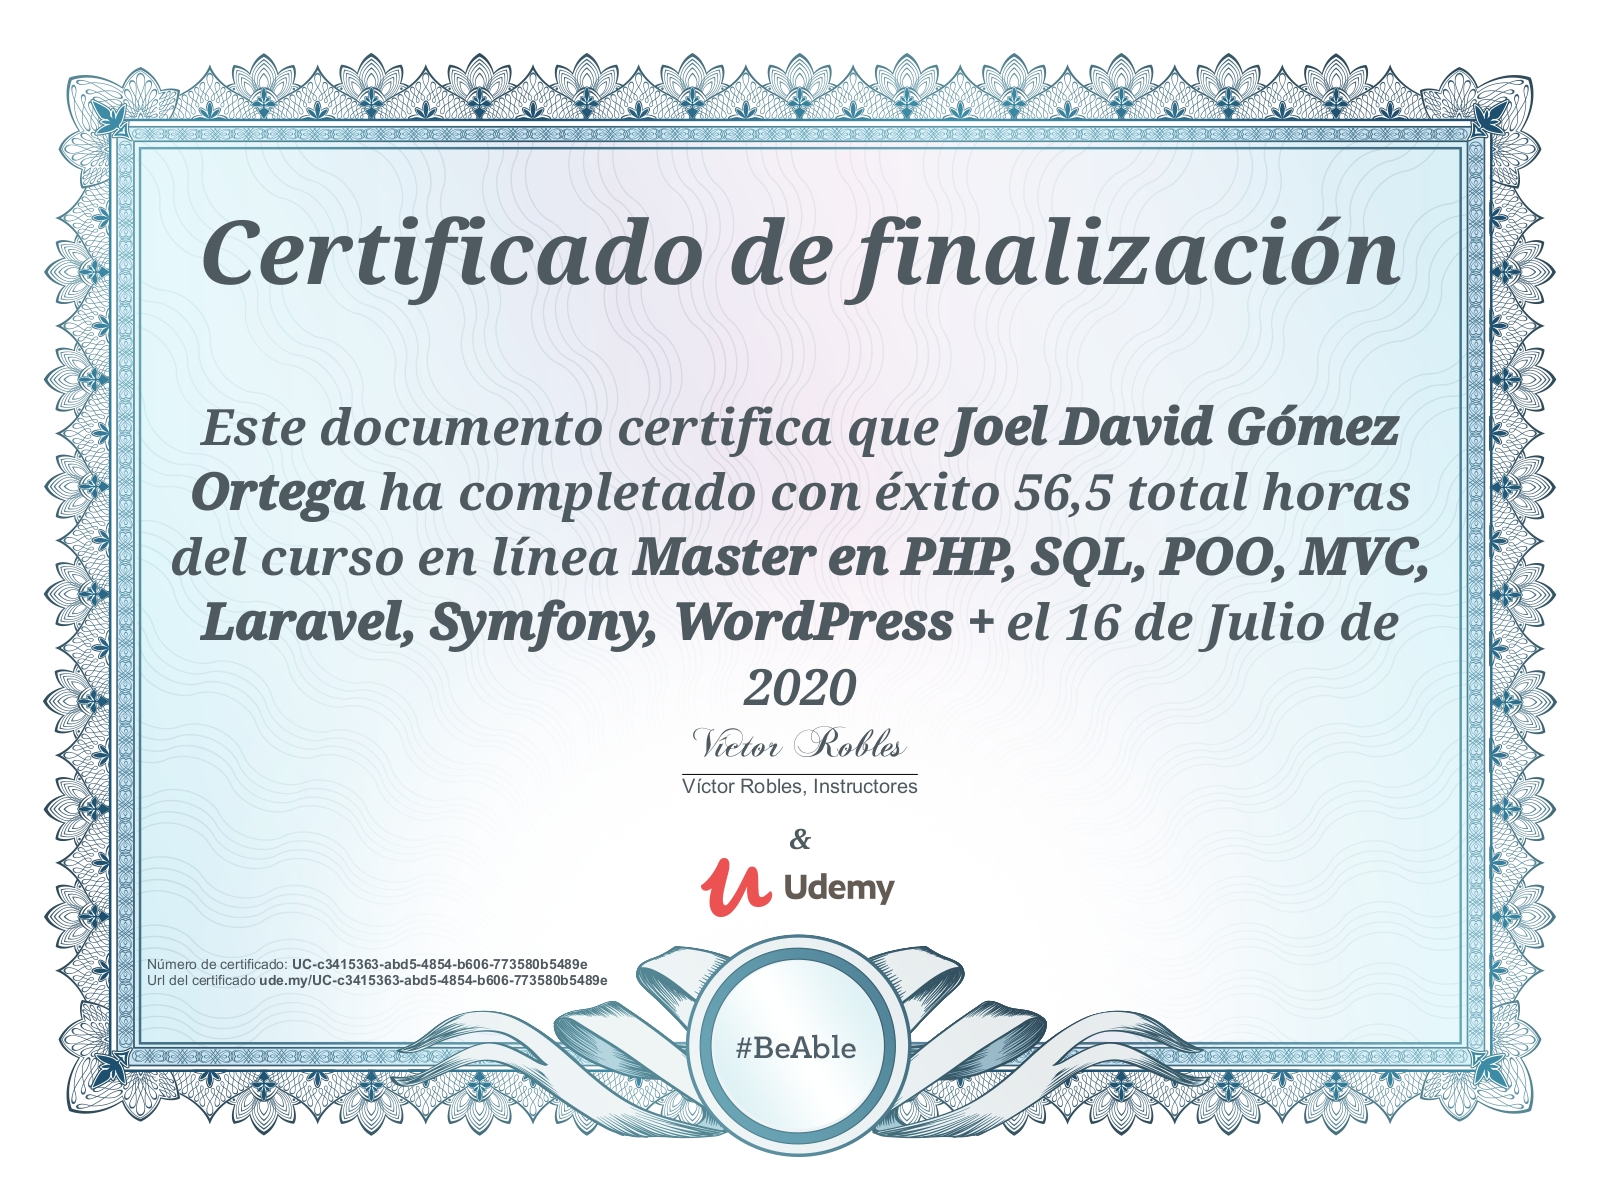 Certificado de finalización
Este documento certifica que Joel David Gómez
Ortega ha completado con éxito 56,5 total horas
del curso en línea Master en PHP, SQL, POO, MVC,
Laravel, Symfony, WordPress + el 16 de Julio de
2020
Víctor Robles
Víctor Robles, Instructores
&
Udemy
Número de certificado: UC-c3415363-abd5-4854-b606-773580b5489e
Url del certificado ude.my/UC-c3415363-abd5-4854-b606-773580b5489e
#BeAble